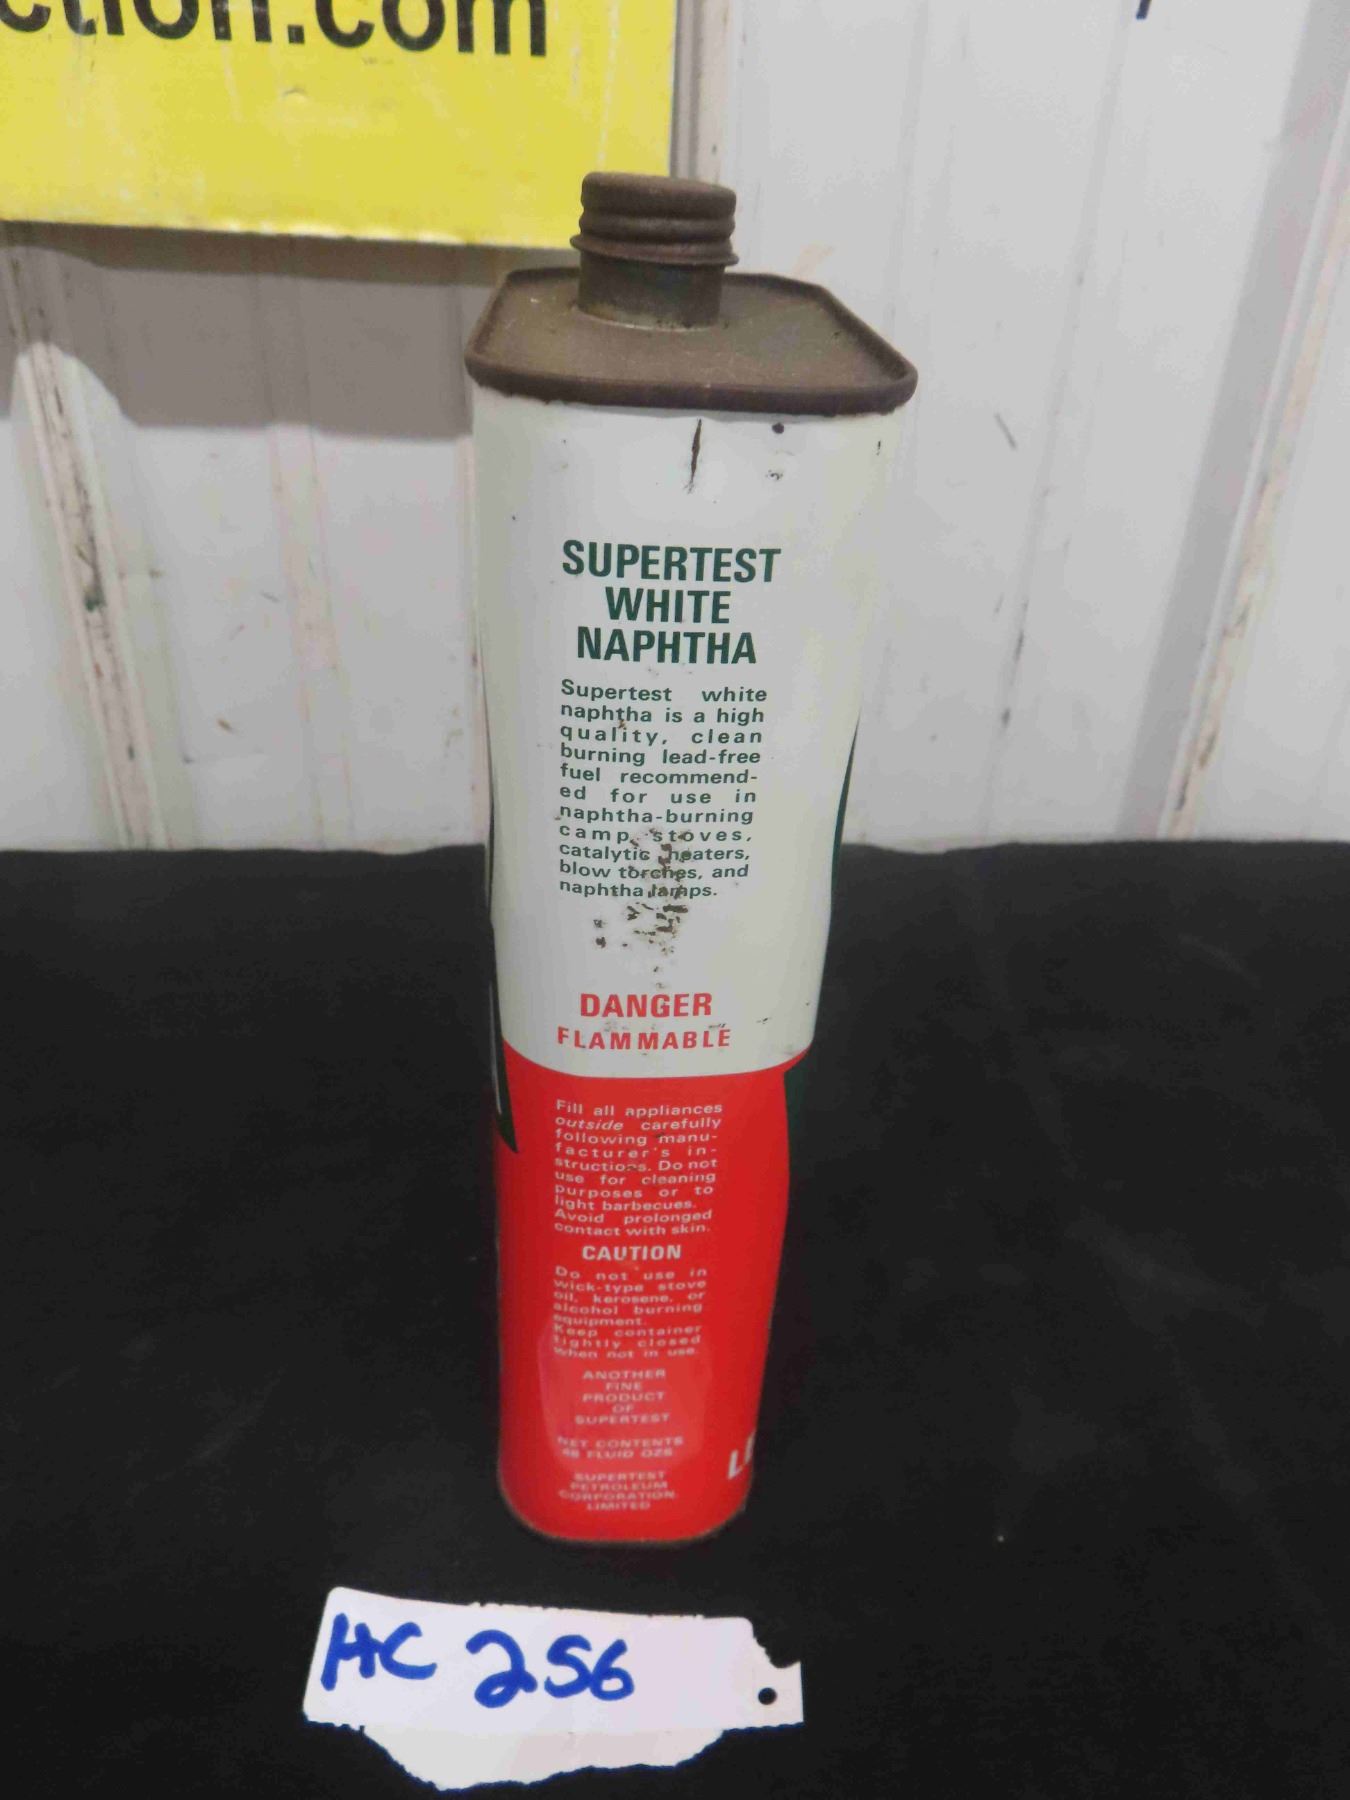 ction.com
SUPERTEST
WHITE
NAPHTHA
Supertest white
naphtha is a high
quality, clean
burning lead-free
fuel recommend-
ed for use in
naphtha-burning
camp stoves,
catalytic heaters,
blow torches, and
naphtha lamps.
DANGER
FLAMMABLE
Fill all appliances
outside carefully
following manu-
facturer's in-
structions. Do not
use for cleaning
purposes or to
light barbecues.
Avoid prolonged
contact with skin.
CAUTION
Do not use in
wick-type stove
oil, kerosene, or
alcohol burning
equipment.
Keep container
tightly closed
when not in use.
ANOTHER
FINE
PRODUCT
OF
SUPERTEST
NET CONTENTS
48 FLUID OZS
SUPERTEST
PETROLEUM
CORPORATION,
LIMITED
HC 256